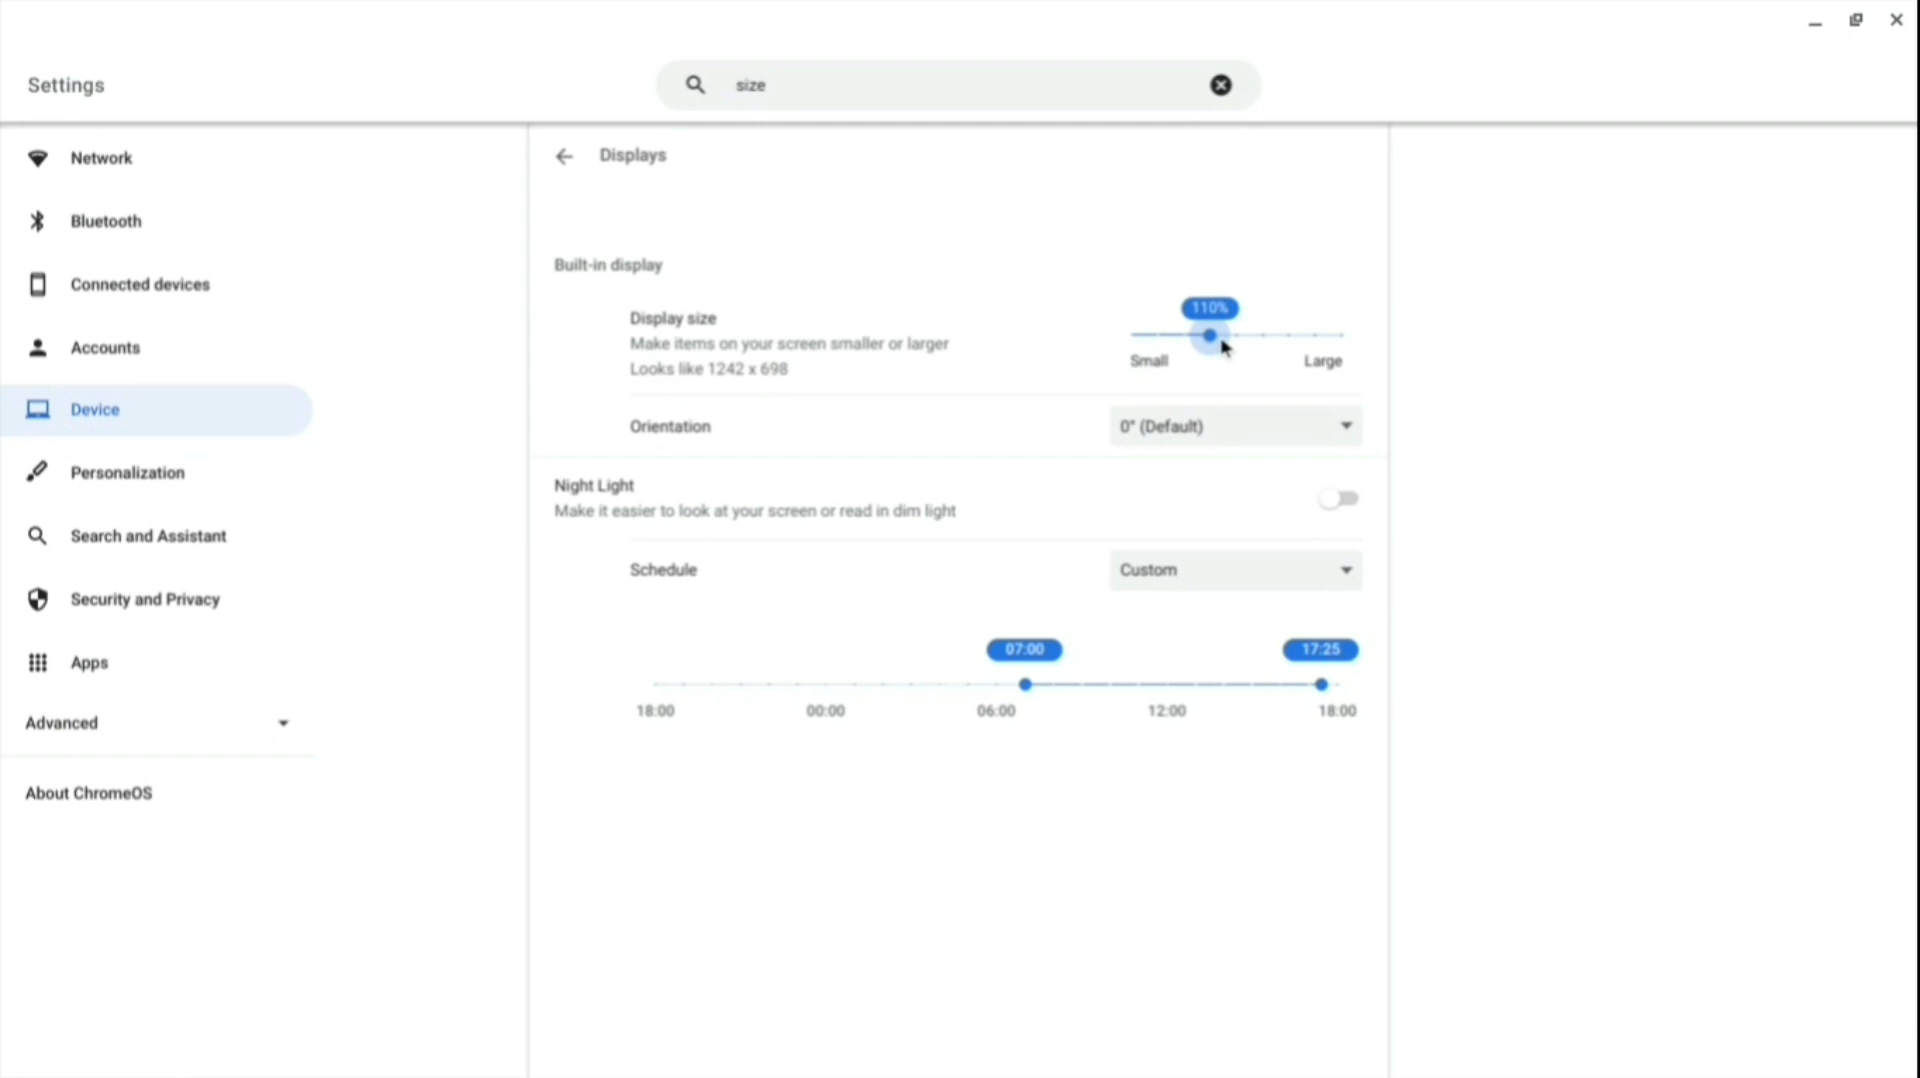 Settings
size
Network
Bluetooth
Connected devices
Accounts
Device
Personalization
Search and Assistant
Security and Privacy
Apps
Advanced
About ChromeOS
Displays
Built-in display
110%
Display size
Make items on your screen smaller or larger
Looks like 1242 x 698
Small Large
Orientation 0° (Default)
Night Light
Make it easier to look at your screen or read in dim light
Schedule Custom
07:00 17:25
18:00 00:00 06:00 12:00 18:00